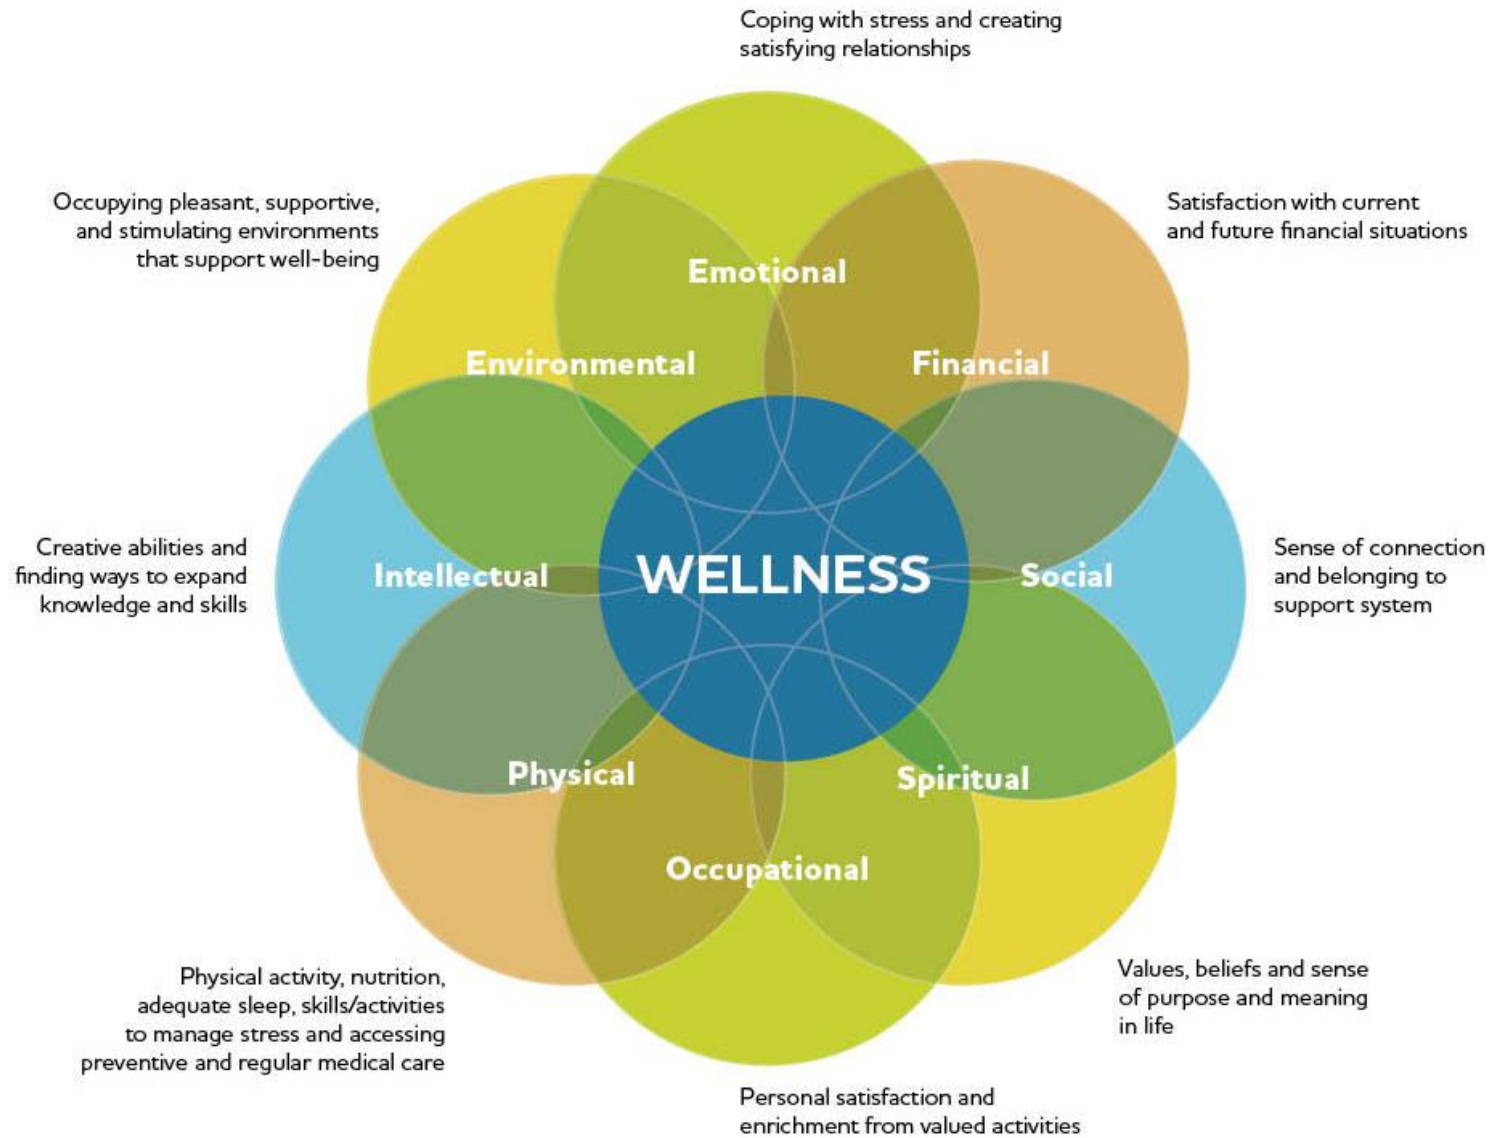 Coping with stress and creating
satisfying relationships
Occupying pleasant, supportive,
and stimulating environments
that support well-being
Satisfaction with current
and future financial situations
Emotional
Environmental
Financial
Creative abilities and
finding ways to expand
knowledge and skills
Intellectual
WELLNESS
Social
Sense of connection
and belonging to
support system
Physical
Spiritual
Occupational
Physical activity, nutrition,
adequate sleep, skills/activities
to manage stress and accessing
preventive and regular medical care
Values, beliefs and sense
of purpose and meaning
in life
Personal satisfaction and
enrichment from valued activities